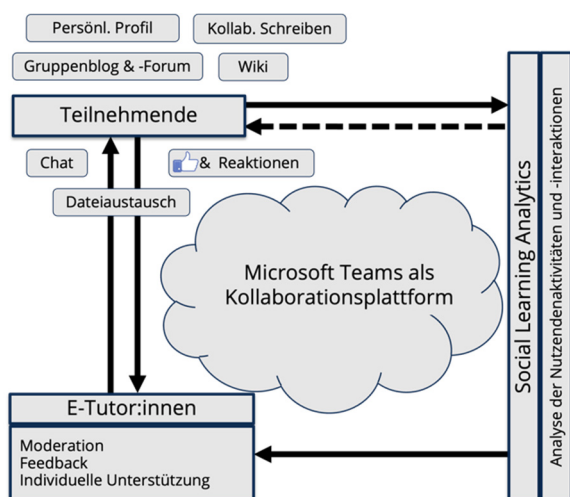 Persönl. Profil
Kollab. Schreiben
Gruppenblog & -Forum
Wiki
Teilnehmende
Chat
& Reaktionen
Dateiaustausch
Microsoft Teams als
Kollaborationsplattform
E-Tutor:innen
Moderation
Feedback
Individuelle Unterstützung
Social Learning Analytics
Analyse der Nutzendenaktivitäten und -interaktionen